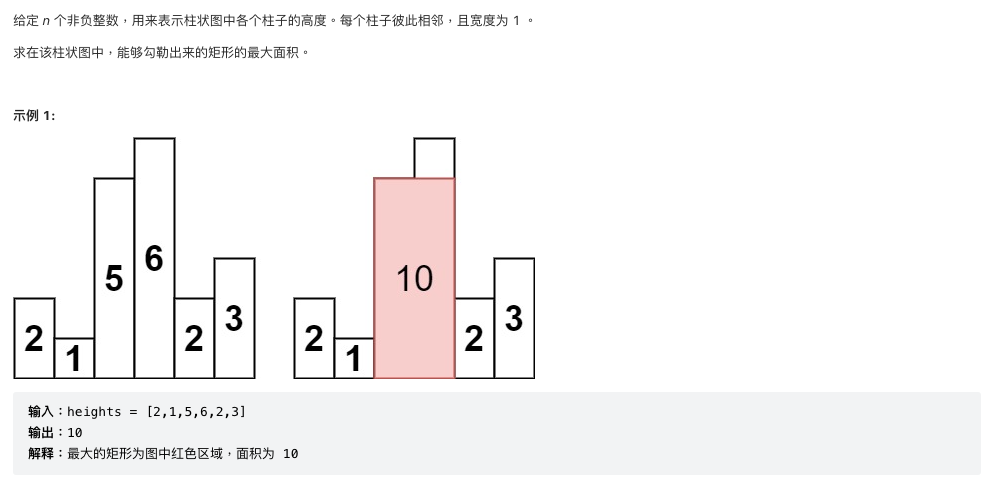 给定 n 个非负整数，用来表示柱状图中各个柱子的高度。每个柱子彼此相邻，且宽度为 1 。
求在该柱状图中，能够勾勒出来的矩形的最大面积。
示例 1:
2 1 5 6 2 3
2 1 10 2 3
输入：heights = [2,1,5,6,2,3]
输出：10
解释：最大的矩形为图中红色区域，面积为 10